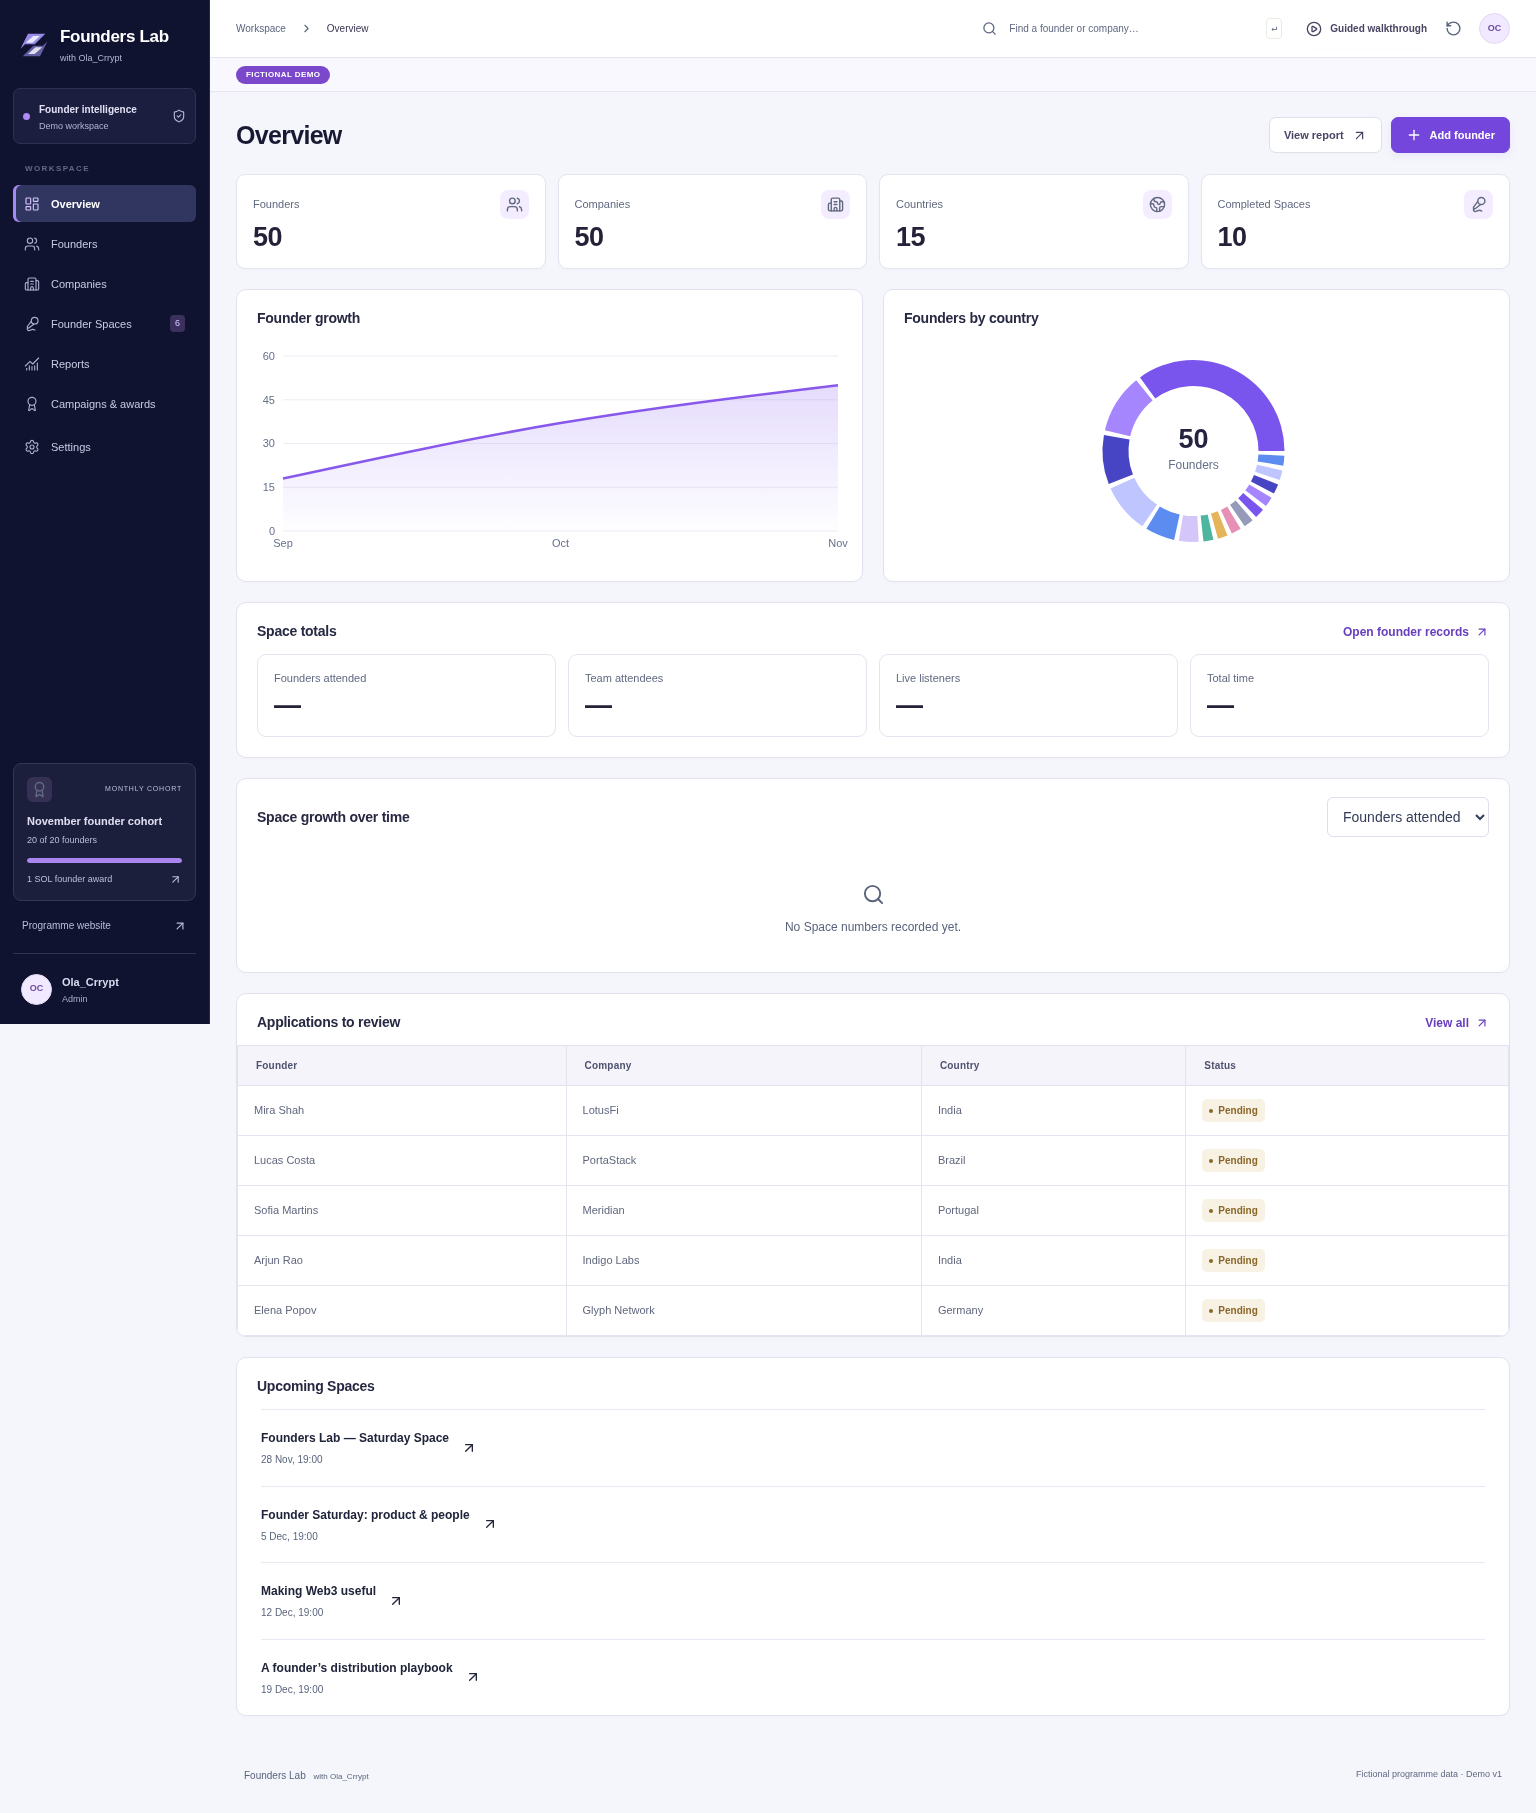 Founders Lab
with Ola_Crrypt
Founder intelligence
Demo workspace
WORKSPACE
Overview
Founders
Companies
Founder Spaces 6
Reports
Campaigns & awards
Settings
MONTHLY COHORT
November founder cohort
20 of 20 founders
1 SOL founder award
Programme website
OC
Ola_Crrypt
Admin
Workspace Overview
Find a founder or company…
↵
Guided walkthrough
OC
FICTIONAL DEMO
Overview
View report
Add founder
Founders
50
Companies
50
Countries
15
Completed Spaces
10
Founder growth
60
45
30
15
0
Sep Oct Nov
Founders by country
50
Founders
Space totals
Open founder records
Founders attended
—
Team attendees
—
Live listeners
—
Total time
—
Space growth over time
Founders attended
No Space numbers recorded yet.
Applications to review
View all
Founder Company Country Status
Mira Shah LotusFi India Pending
Lucas Costa PortaStack Brazil Pending
Sofia Martins Meridian Portugal Pending
Arjun Rao Indigo Labs India Pending
Elena Popov Glyph Network Germany Pending
Upcoming Spaces
Founders Lab — Saturday Space
28 Nov, 19:00
Founder Saturday: product & people
5 Dec, 19:00
Making Web3 useful
12 Dec, 19:00
A founder’s distribution playbook
19 Dec, 19:00
Founders Lab with Ola_Crrypt
Fictional programme data · Demo v1